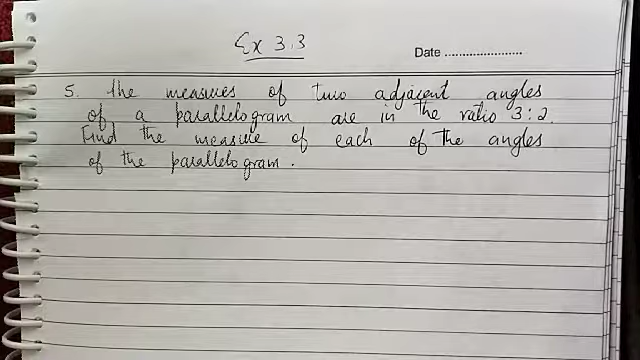 Ex 3.3
Date ......................
5. The measures of two adjacent angles
of a parallelogram are in the ratio 3:2.
Find the measure of each of the angles
of the parallelogram.